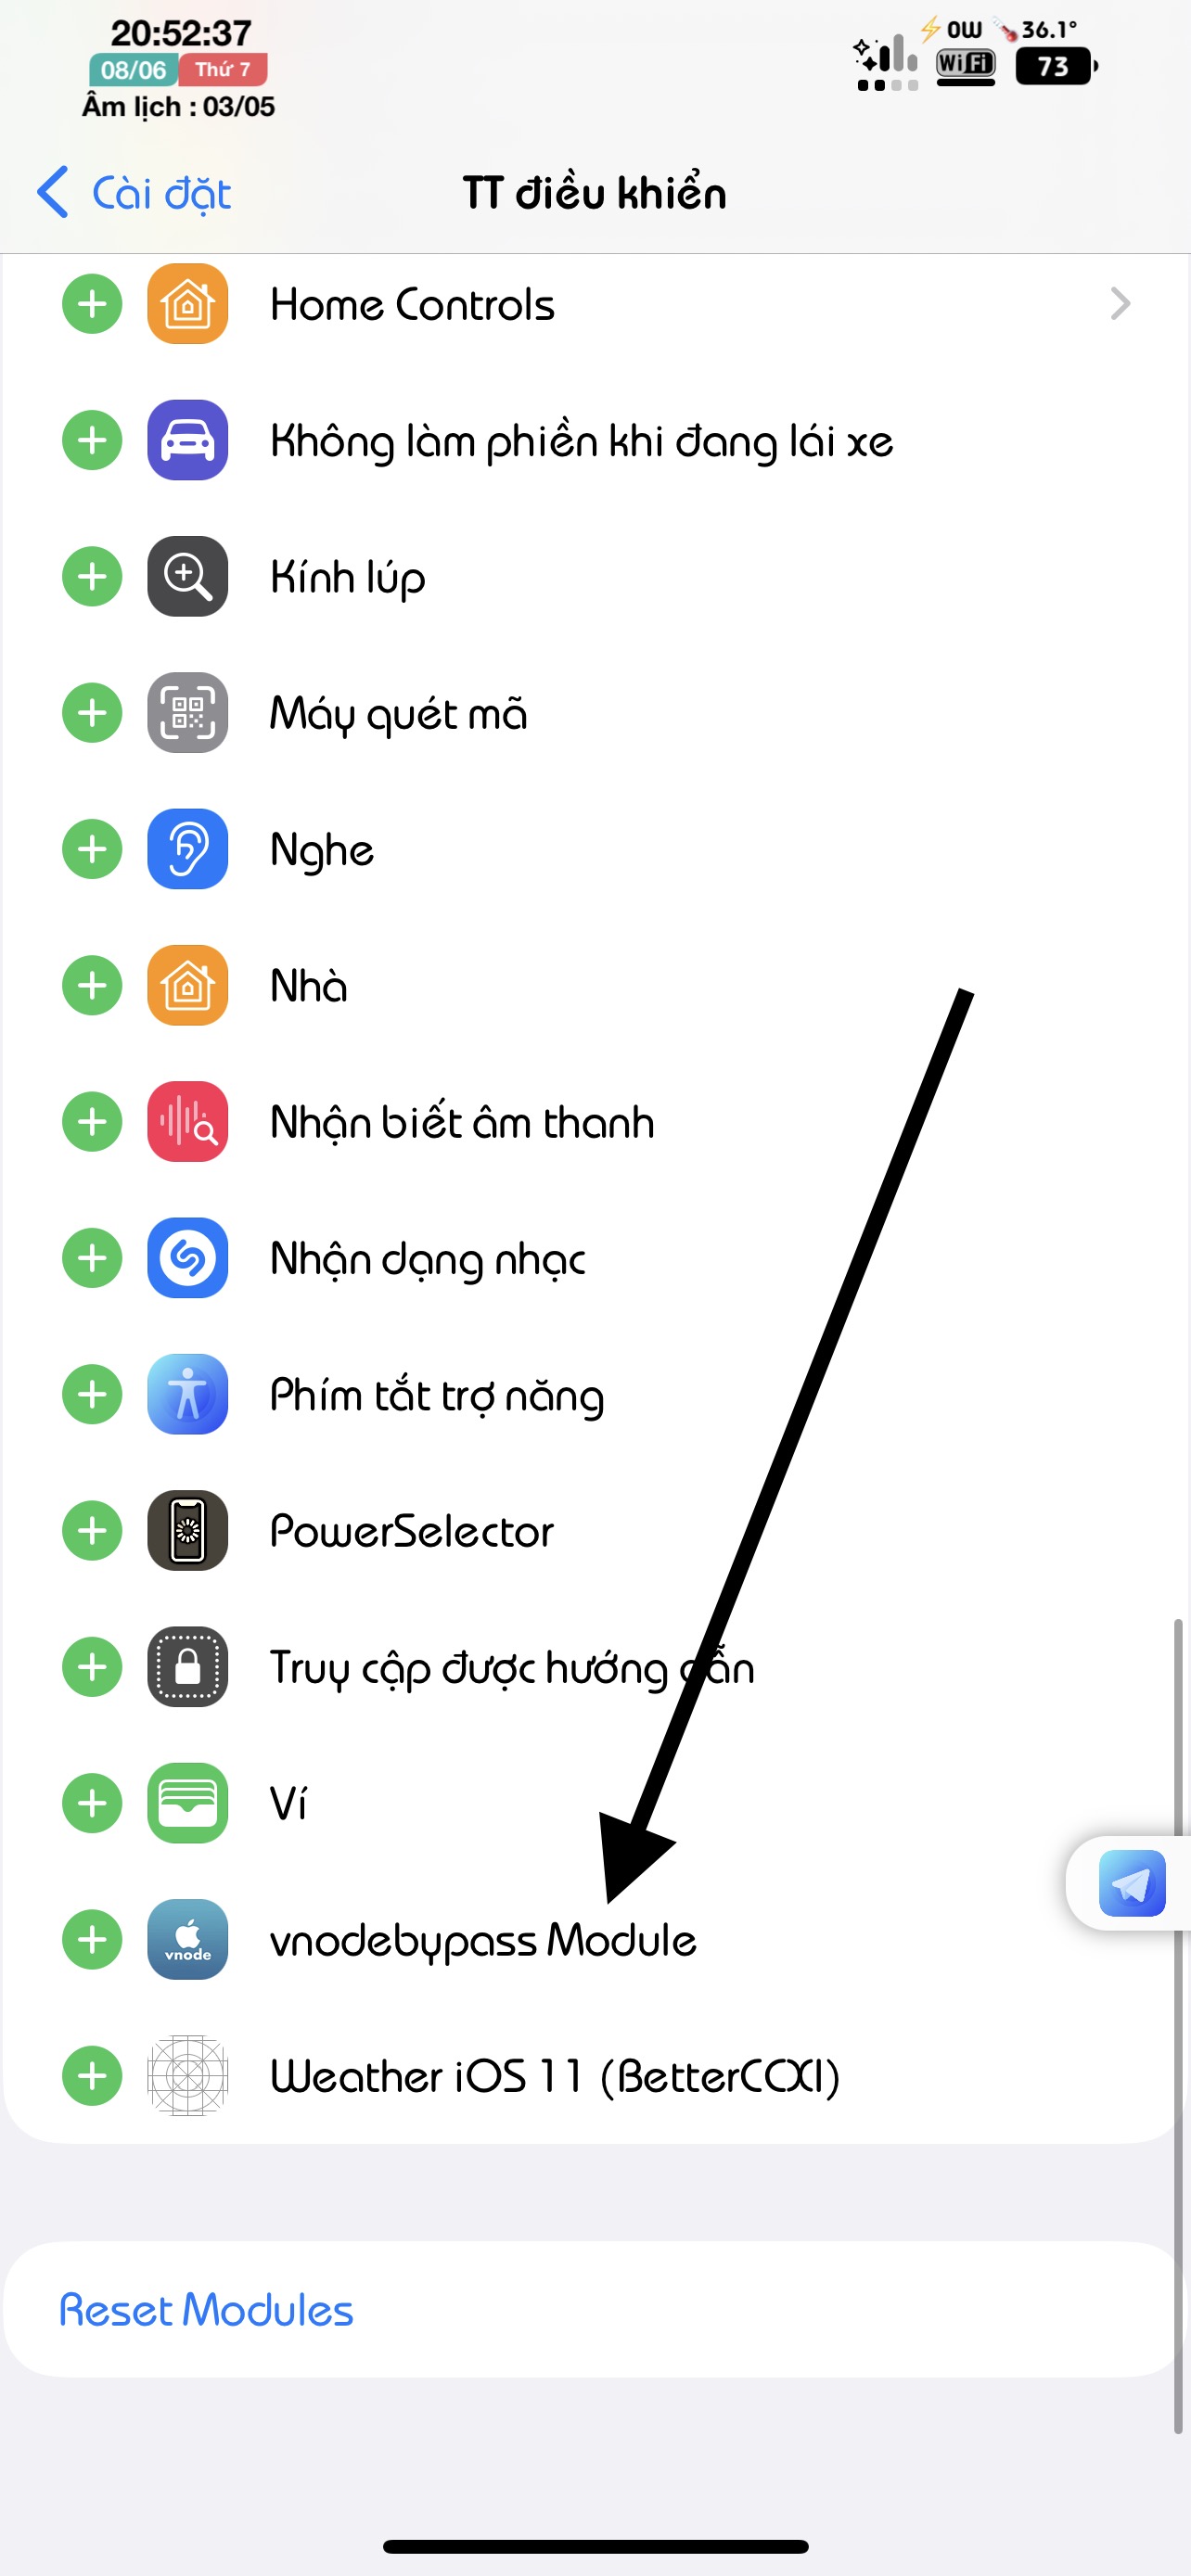 20:52:37
08/06 Thứ 7
Âm lịch : 03/05
0W 36.1°
WiFi 73
Cài đặt
TT điều khiển
Home Controls
Không làm phiền khi đang lái xe
Kính lúp
Máy quét mã
Nghe
Nhà
Nhận biết âm thanh
Nhận dạng nhạc
Phím tắt trợ năng
PowerSelector
Truy cập được hướng dẫn
Ví
vnode
vnodebypass Module
Weather iOS 11 (BetterCCXI)
Reset Modules